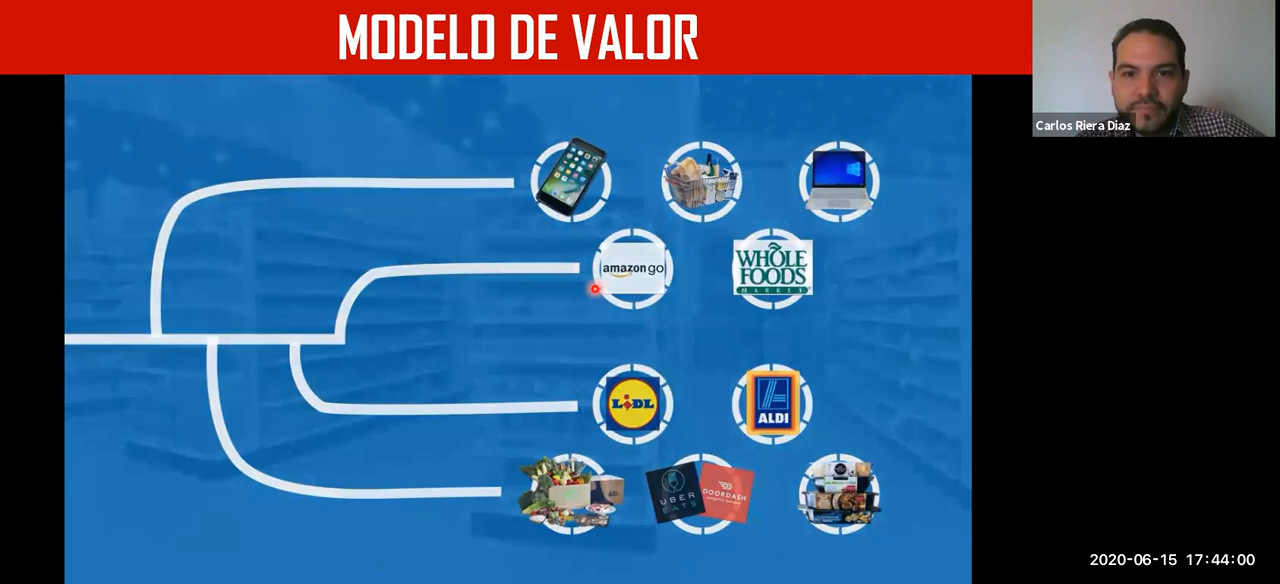 MODELO DE VALOR
Carlos Riera Diaz
amazon go
WHOLE
FOODS
MARKET
LIDL
ALDI
UBER
EATS
DOORDASH
2020-06-15 17:44:00